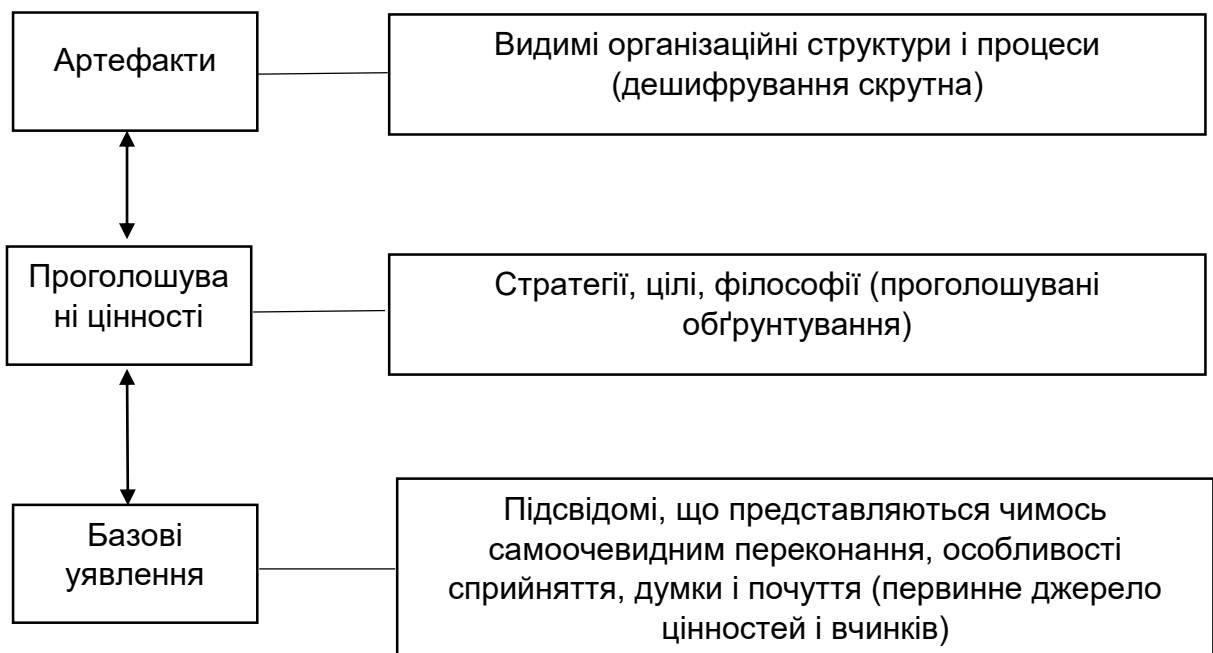 Артефакти
Видимі організаційні структури і процеси
(дешифрування скрутна)
Проголошува
ні цінності
Стратегії, цілі, філософії (проголошувані
обґрунтування)
Базові
уявлення
Підсвідомі, що представляються чимось
самоочевидним переконання, особливості
сприйняття, думки і почуття (первинне джерело
цінностей і вчинків)